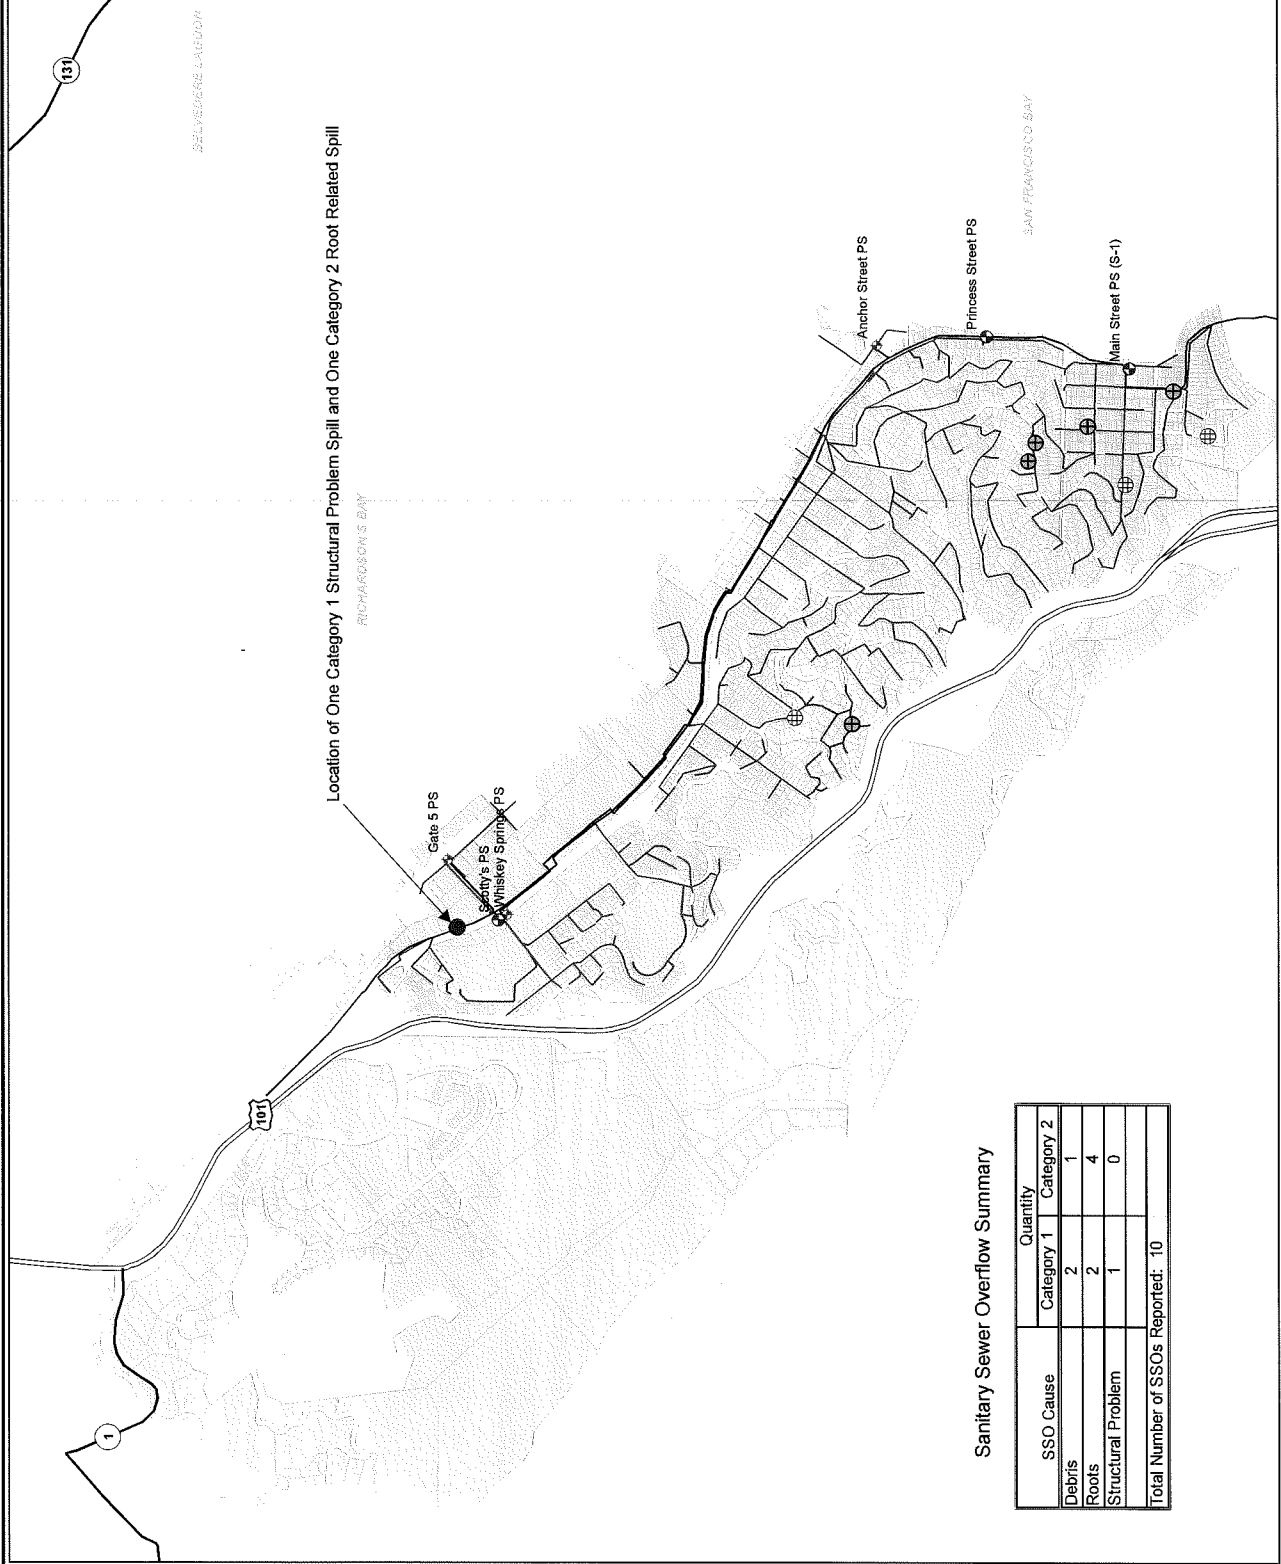 131
BELVEDERE LAGOON
Location of One Category 1 Structural Problem Spill and One Category 2 Root Related Spill
RICHARDSONS BAY
SAN FRANCISCO BAY
Gate 5 PS
Scotty's PS
Whiskey Springs PS
Anchor Street PS
Princess Street PS
Main Street PS (S-1)
101
1
Sanitary Sewer Overflow Summary
SSO Cause Quantity
Category 1 Category 2
Debris 2 1
Roots 2 4
Structural Problem 1 0
Total Number of SSOs Reported: 10